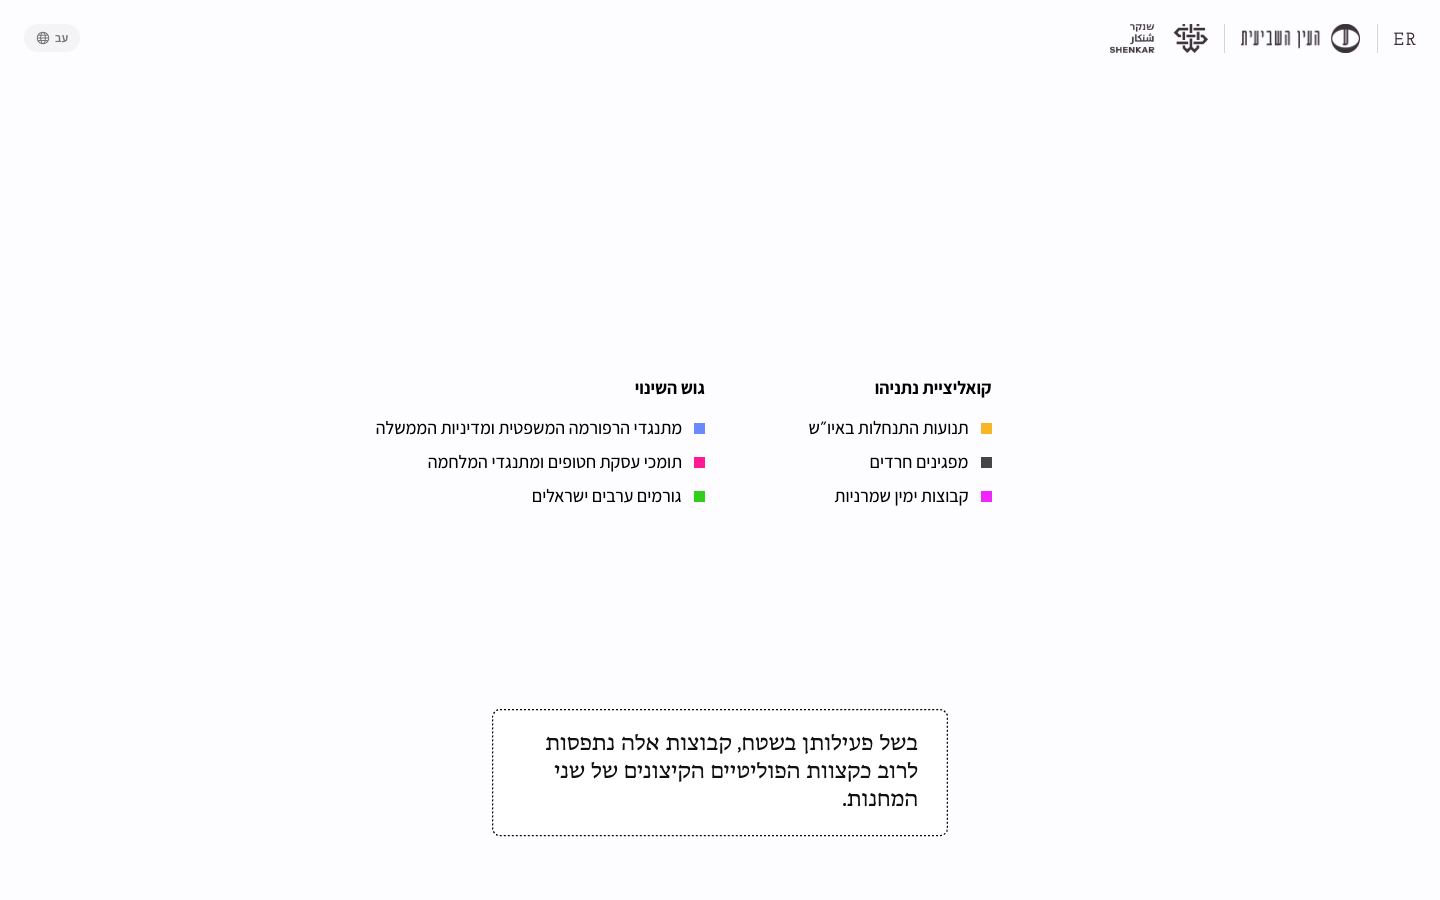 ER
העין השביעית
שנקר
شنكار
SHENKAR
עב
קואליציית נתניהו
תנועות התנחלות באיו״ש
מפגינים חרדים
קבוצות ימין שמרניות
גוש השינוי
מתנגדי הרפורמה המשפטית ומדיניות הממשלה
תומכי עסקת חטופים ומתנגדי המלחמה
גורמים ערבים ישראלים
בשל פעילותן בשטח, קבוצות אלה נתפסות
לרוב כקצוות הפוליטיים הקיצונים של שני
המחנות.